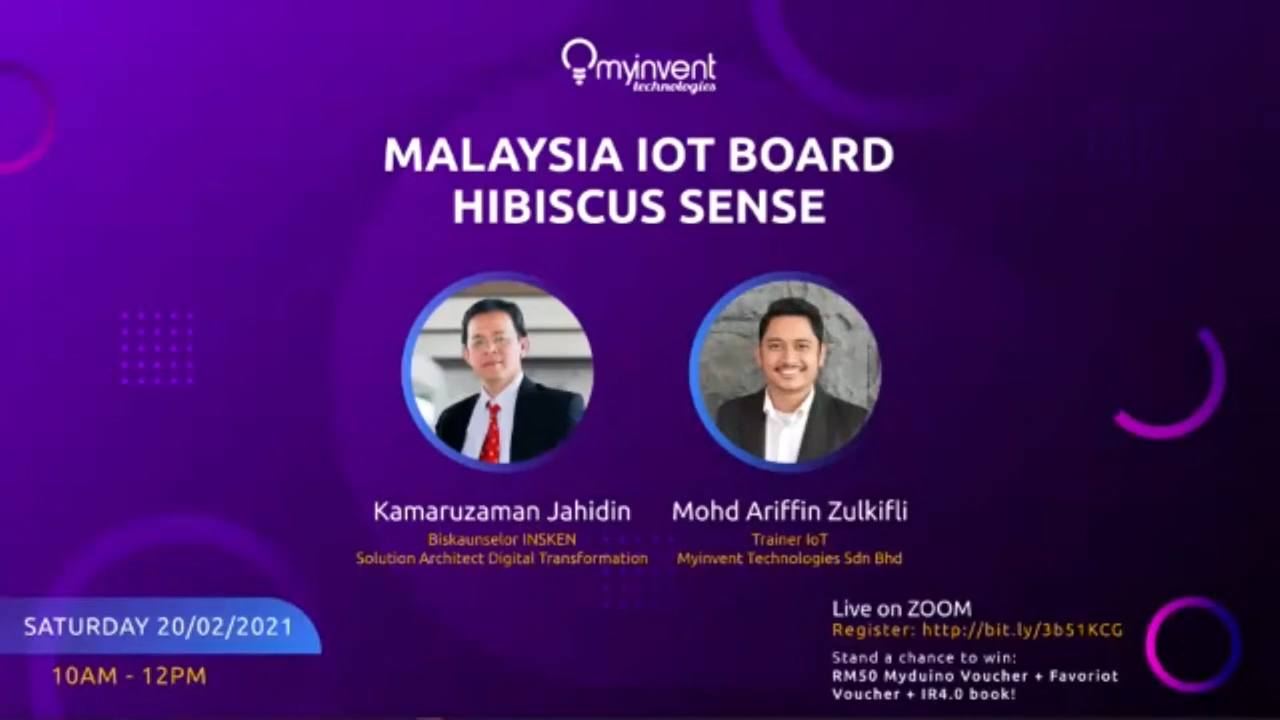 myinvent
technologies
MALAYSIA IOT BOARD
HIBISCUS SENSE
Kamaruzaman Jahidin
Biskaunselor INSKEN
Solution Architect Digital Transformation
Mohd Ariffin Zulkifli
Trainer IoT
Myinvent Technologies Sdn Bhd
SATURDAY 20/02/2021
10AM - 12PM
Live on ZOOM
Register: http://bit.ly/3b51KCG
Stand a chance to win:
RM50 Myduino Voucher + Favoriot
Voucher + IR4.0 book!